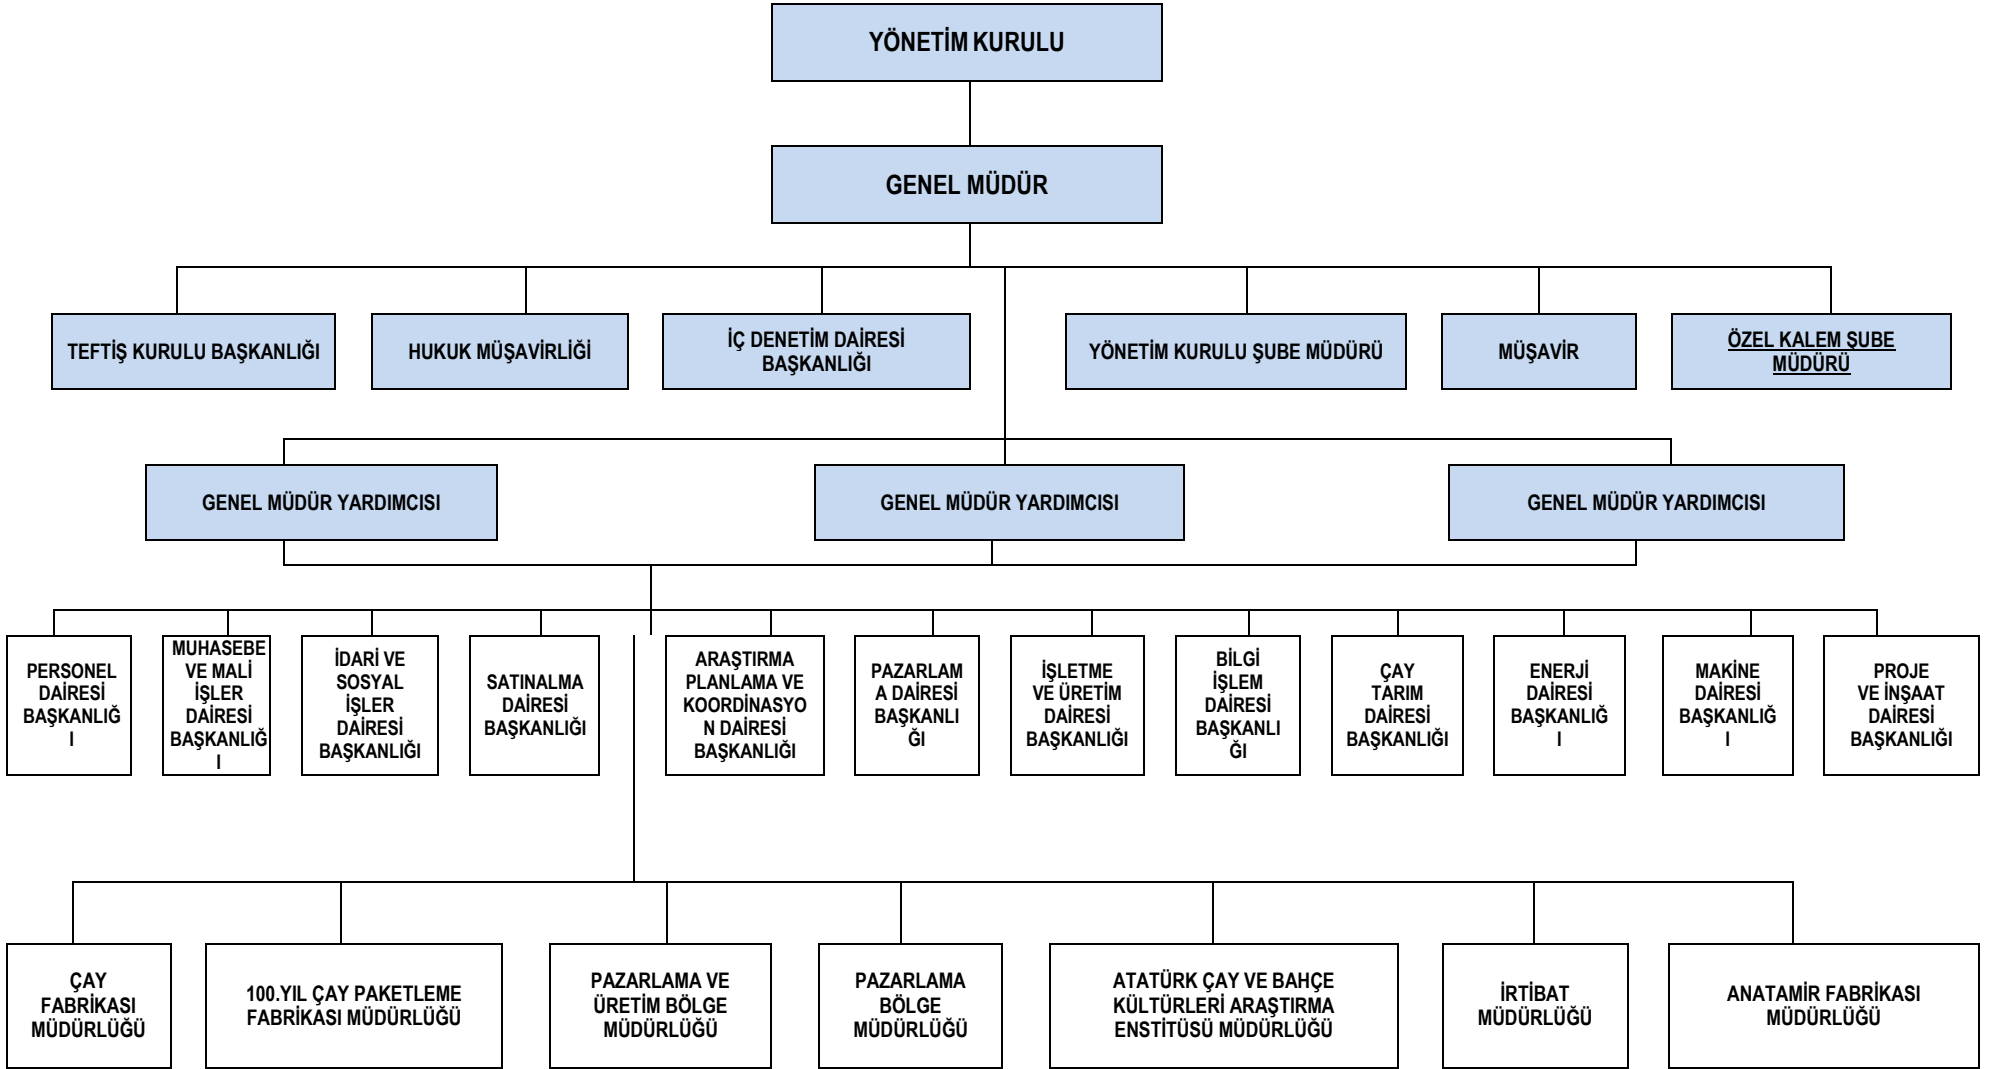 YÖNETİM KURULU
GENEL MÜDÜR
TEFTİŞ KURULU BAŞKANLIĞI
HUKUK MÜŞAVİRLİĞİ
İÇ DENETİM DAİRESİ
BAŞKANLIĞI
YÖNETİM KURULU ŞUBE MÜDÜRÜ
MÜŞAVİR
ÖZEL KALEM ŞUBE
MÜDÜRÜ
GENEL MÜDÜR YARDIMCISI
GENEL MÜDÜR YARDIMCISI
GENEL MÜDÜR YARDIMCISI
PERSONEL
DAİRESİ
BAŞKANLIĞ
I
MUHASEBE
VE MALİ
İŞLER
DAİRESİ
BAŞKANLIĞ
I
İDARİ VE
SOSYAL
İŞLER
DAİRESİ
BAŞKANLIĞI
SATINALMA
DAİRESİ
BAŞKANLIĞI
ARAŞTIRMA
PLANLAMA VE
KOORDİNASYO
N DAİRESİ
BAŞKANLIĞI
PAZARLAM
A DAİRESİ
BAŞKANLI
ĞI
İŞLETME
VE ÜRETİM
DAİRESİ
BAŞKANLIĞI
BİLGİ
İŞLEM
DAİRESİ
BAŞKANLI
ĞI
ÇAY
TARIM
DAİRESİ
BAŞKANLIĞI
ENERJİ
DAİRESİ
BAŞKANLIĞ
I
MAKİNE
DAİRESİ
BAŞKANLIĞ
I
PROJE
VE İNŞAAT
DAİRESİ
BAŞKANLIĞI
ÇAY
FABRİKASI
MÜDÜRLÜĞÜ
100.YIL ÇAY PAKETLEME
FABRİKASI MÜDÜRLÜĞÜ
PAZARLAMA VE
ÜRETİM BÖLGE
MÜDÜRLÜĞÜ
PAZARLAMA
BÖLGE
MÜDÜRLÜĞÜ
ATATÜRK ÇAY VE BAHÇE
KÜLTÜRLERİ ARAŞTIRMA
ENSTİTÜSÜ MÜDÜRLÜĞÜ
İRTİBAT
MÜDÜRLÜĞÜ
ANATAMİR FABRİKASI
MÜDÜRLÜĞÜ